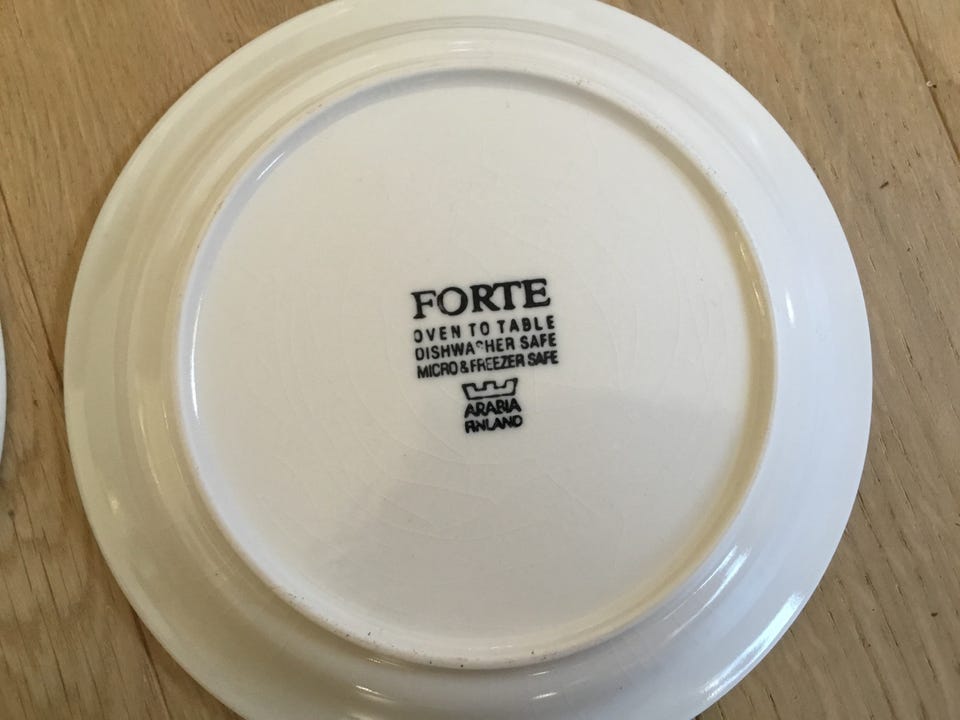 FORTE
OVEN TO TABLE
DISHWASHER SAFE
MICRO & FREEZER SAFE
ARABIA
FINLAND